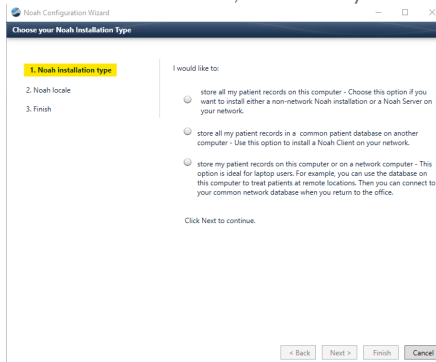 Noah Configuration Wizard
Choose your Noah Installation Type
1. Noah installation type
2. Noah locale
3. Finish
I would like to:
store all my patient records on this computer - Choose this option if you
want to install either a non-network Noah installation or a Noah Server on
your network.
store all my patient records in a common patient database on another
computer - Use this option to install a Noah Client on your network.
store my patient records on this computer or on a network computer - This
option is ideal for laptop users. For example, you can use the database on
this computer to treat patients at remote locations. Then you can connect to
your common network database when you return to the office.
Click Next to continue.
< Back Next > Finish Cancel